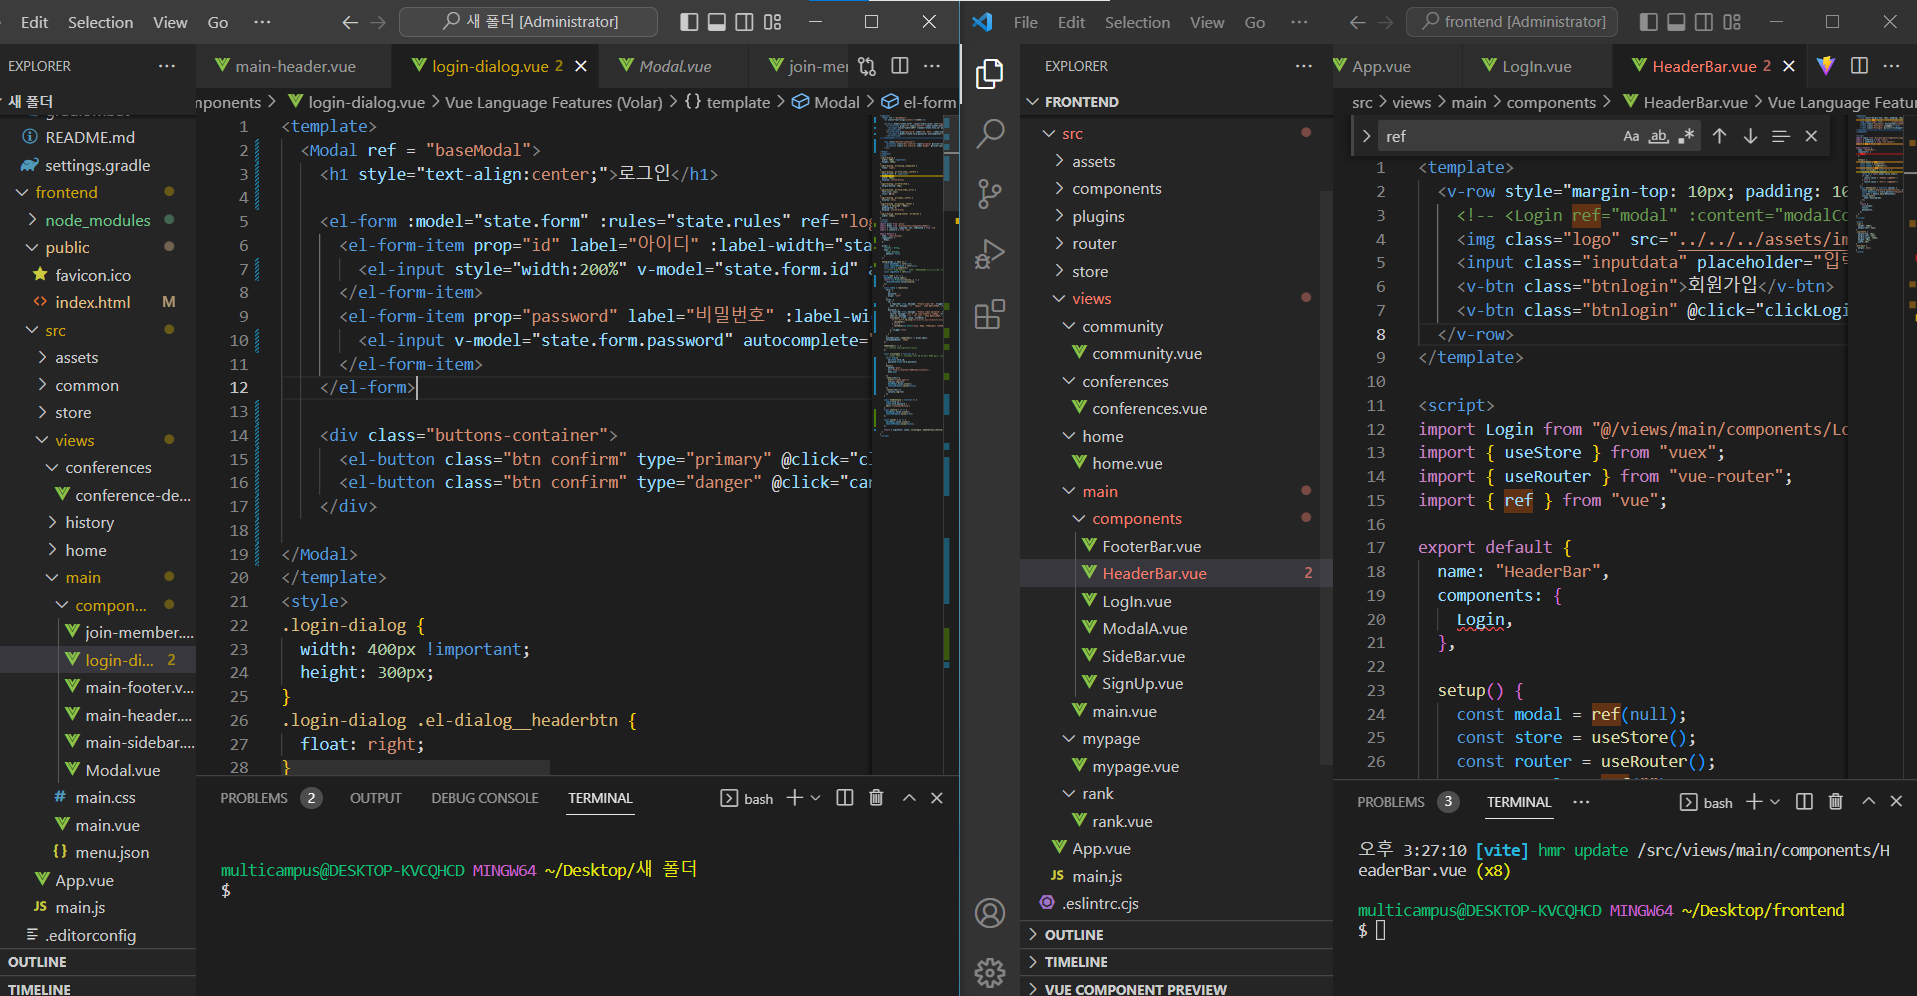 Edit Selection View Go ··· 새 폴더 [Administrator]
EXPLORER ···
새 폴더
README.md
settings.gradle
frontend
node_modules
public
favicon.ico
index.html M
src
assets
common
store
views
conferences
conference-de...
history
home
main
compon...
join-member....
login-di... 2
main-footer.v...
main-header....
main-sidebar....
Modal.vue
main.css
main.vue
menu.json
App.vue
main.js
.editorconfig
OUTLINE
TIMELINE
main-header.vue login-dialog.vue 2 Modal.vue join-mei
mponents > login-dialog.vue > Vue Language Features (Volar) > {} template > Modal > el-form
1 <template>
2 <Modal ref = "baseModal">
3 <h1 style="text-align:center;">로그인</h1>
4
5 <el-form :model="state.form" :rules="state.rules" ref="log
6 <el-form-item prop="id" label="아이디" :label-width="sta
7 <el-input style="width:200%" v-model="state.form.id" a
8 </el-form-item>
9 <el-form-item prop="password" label="비밀번호" :label-wi
10 <el-input v-model="state.form.password" autocomplete="
11 </el-form-item>
12 </el-form>
13
14 <div class="buttons-container">
15 <el-button class="btn confirm" type="primary" @click="cl
16 <el-button class="btn confirm" type="danger" @click="can
17 </div>
18
19 </Modal>
20 </template>
21 <style>
22 .login-dialog {
23 width: 400px !important;
24 height: 300px;
25 }
26 .login-dialog .el-dialog__headerbtn {
27 float: right;
28 }
PROBLEMS 2 OUTPUT DEBUG CONSOLE TERMINAL bash
multicampus@DESKTOP-KVCQHCD MINGW64 ~/Desktop/새 폴더
$
File Edit Selection View Go ··· frontend [Administrator]
EXPLORER ···
FRONTEND
src
assets
components
plugins
router
store
views
community
community.vue
conferences
conferences.vue
home
home.vue
main
components
FooterBar.vue
HeaderBar.vue 2
LogIn.vue
ModalA.vue
SideBar.vue
SignUp.vue
main.vue
mypage
mypage.vue
rank
rank.vue
App.vue
main.js
.eslintrc.cjs
OUTLINE
TIMELINE
VUE COMPONENT PREVIEW
App.vue LogIn.vue HeaderBar.vue 2
src > views > main > components > HeaderBar.vue > Vue Language Featur
ref Aa ab .*
1 <template>
2 <v-row style="margin-top: 10px; padding: 10
3 <!-- <Login ref="modal" :content="modalCo
4 <img class="logo" src="../../../assets/im
5 <input class="inputdata" placeholder="입력
6 <v-btn class="btnlogin">회원가입</v-btn>
7 <v-btn class="btnlogin" @click="clickLogi
8 </v-row>
9 </template>
10
11 <script>
12 import Login from "@/views/main/components/Lo
13 import { useStore } from "vuex";
14 import { useRouter } from "vue-router";
15 import { ref } from "vue";
16
17 export default {
18 name: "HeaderBar",
19 components: {
20 Login,
21 },
22
23 setup() {
24 const modal = ref(null);
25 const store = useStore();
26 const router = useRouter();
PROBLEMS 3 TERMINAL ··· bash
오후 3:27:10 [vite] hmr update /src/views/main/components/H
eaderBar.vue (x8)
multicampus@DESKTOP-KVCQHCD MINGW64 ~/Desktop/frontend
$